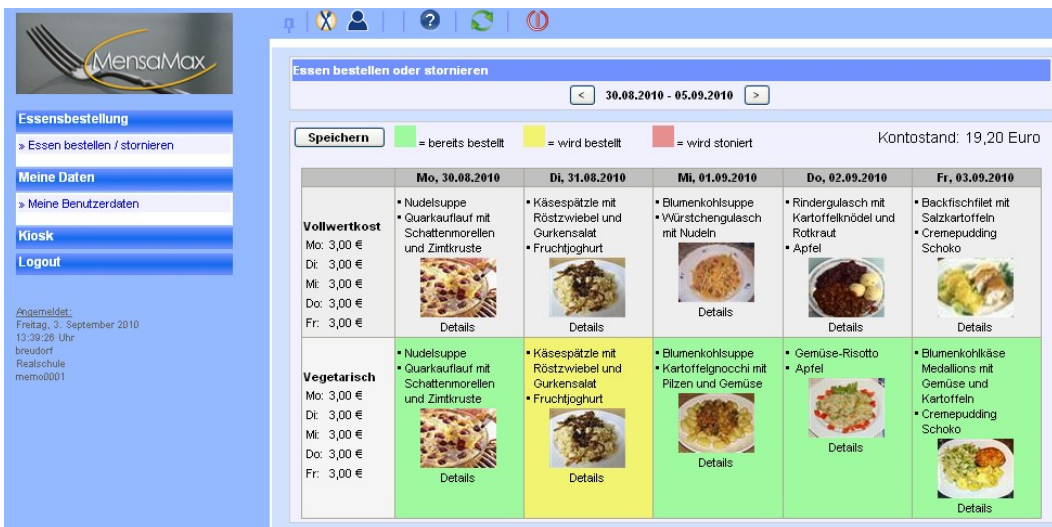 MensaMax
Essensbestellung
» Essen bestellen / stornieren
Meine Daten
» Meine Benutzerdaten
Kiosk
Logout
Angemeldet:
Freitag, 3. September 2010
13:39:26 Uhr
breudorf
Realschule
memo0001
Essen bestellen oder stornieren
< 30.08.2010 - 05.09.2010 >
Speichern = bereits bestellt = wird bestellt = wird stoniert Kontostand: 19,20 Euro
Mo, 30.08.2010 Di, 31.08.2010 Mi, 01.09.2010 Do, 02.09.2010 Fr, 03.09.2010
Vollwertkost
Mo: 3,00 €
Di: 3,00 €
Mi: 3,00 €
Do: 3,00 €
Fr: 3,00 €
▪ Nudelsuppe
▪ Quarkauflauf mit
Schattenmorellen
und Zimtkruste
Details
▪ Käsespätzle mit
Röstzwiebel und
Gurkensalat
▪ Fruchtjoghurt
Details
▪ Blumenkohlsuppe
▪ Würstchengulasch
mit Nudeln
Details
▪ Rindergulasch mit
Kartoffelknödel und
Rotkraut
▪ Apfel
Details
▪ Backfischfilet mit
Salzkartoffeln
▪ Cremepudding
Schoko
Details
Vegetarisch
Mo: 3,00 €
Di: 3,00 €
Mi: 3,00 €
Do: 3,00 €
Fr: 3,00 €
▪ Nudelsuppe
▪ Quarkauflauf mit
Schattenmorellen
und Zimtkruste
Details
▪ Käsespätzle mit
Röstzwiebel und
Gurkensalat
▪ Fruchtjoghurt
Details
▪ Blumenkohlsuppe
▪ Kartoffelgnocchi mit
Pilzen und Gemüse
Details
▪ Gemüse-Risotto
▪ Apfel
Details
▪ Blumenkohlkäse
Medallions mit
Gemüse und
Kartoffeln
▪ Cremepudding
Schoko
Details